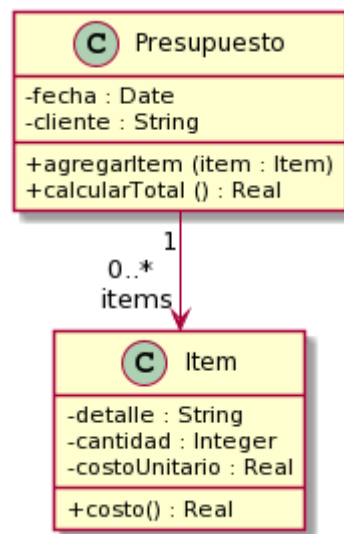 C Presupuesto
-fecha : Date
-cliente : String
+agregarItem (item : Item)
+calcularTotal () : Real
1
0..*
items
C Item
-detalle : String
-cantidad : Integer
-costoUnitario : Real
+costo() : Real